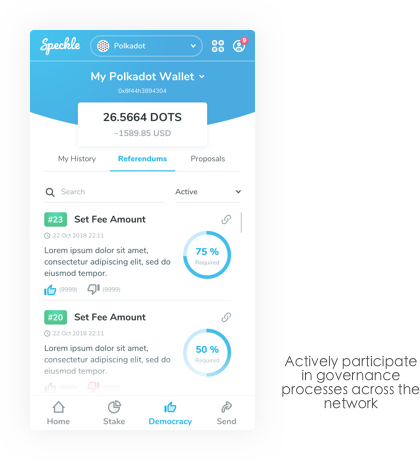 Speckle
Polkadot
9
My Polkadot Wallet
0x8f44h3894304
26.5664 DOTS
~1589.85 USD
My History Referendums Proposals
Search Active
#23 Set Fee Amount
22 Oct 2018 22:11
Lorem ipsum dolor sit amet,
consectetur adipiscing elit, sed do
eiusmod tempor.
75 %
Required
(9999) (9999)
#20 Set Fee Amount
22 Oct 2018 22:11
Lorem ipsum dolor sit amet,
consectetur adipiscing elit, sed do
eiusmod tempor.
50 %
Required
(9999) (9999)
Home Stake Democracy Send
Actively participate
in governance
processes across the
network